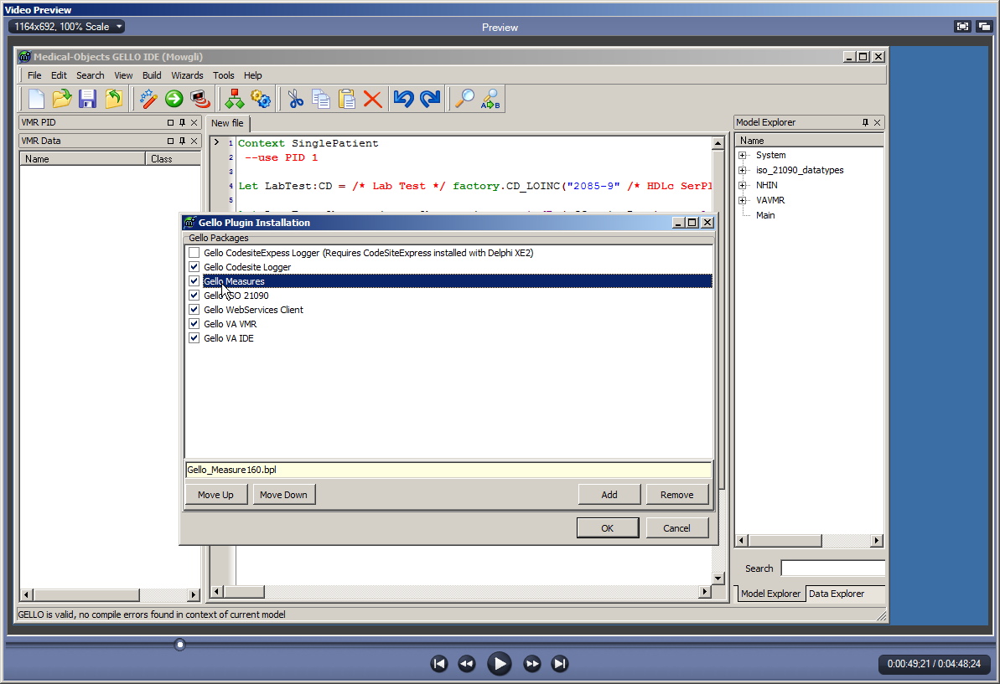 Video Preview
1164x692, 100% Scale
Preview
Medical-Objects GELLO IDE (Mowgli)
File Edit Search View Build Wizards Tools Help
VMR PID
New file
Model Explorer
VMR Data
Name Class
Name
1 Context SinglePatient
2 --use PID 1
3
4 Let LabTest:CD = /* Lab Test */ factory.CD_LOINC("2085-9" /* HDLc SerPl
5
System
iso_21090_datatypes
NHIN
VAVMR
Main
Gello Plugin Installation
Gello Packages
Gello CodesiteExpess Logger (Requires CodeSiteExpress installed with Delphi XE2)
Gello Codesite Logger
Gello Measures
Gello ISO 21090
Gello WebServices Client
Gello VA VMR
Gello VA IDE
Gello_Measure160.bpl
Move Up Move Down Add Remove
OK Cancel
Search
Model Explorer Data Explorer
GELLO is valid, no compile errors found in context of current model
0:00:49;21 / 0:04:48;24